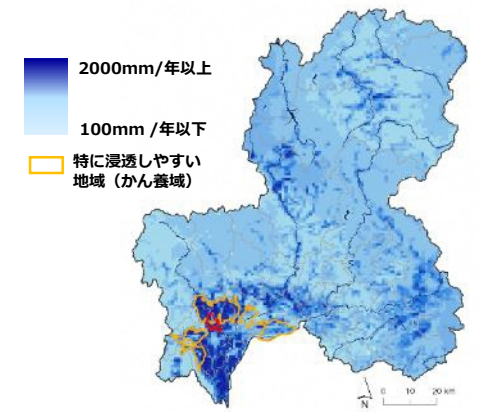 2000mm/年以上
100mm /年以下
特に浸透しやすい
地域（かん養域）
N
0 10 20 km